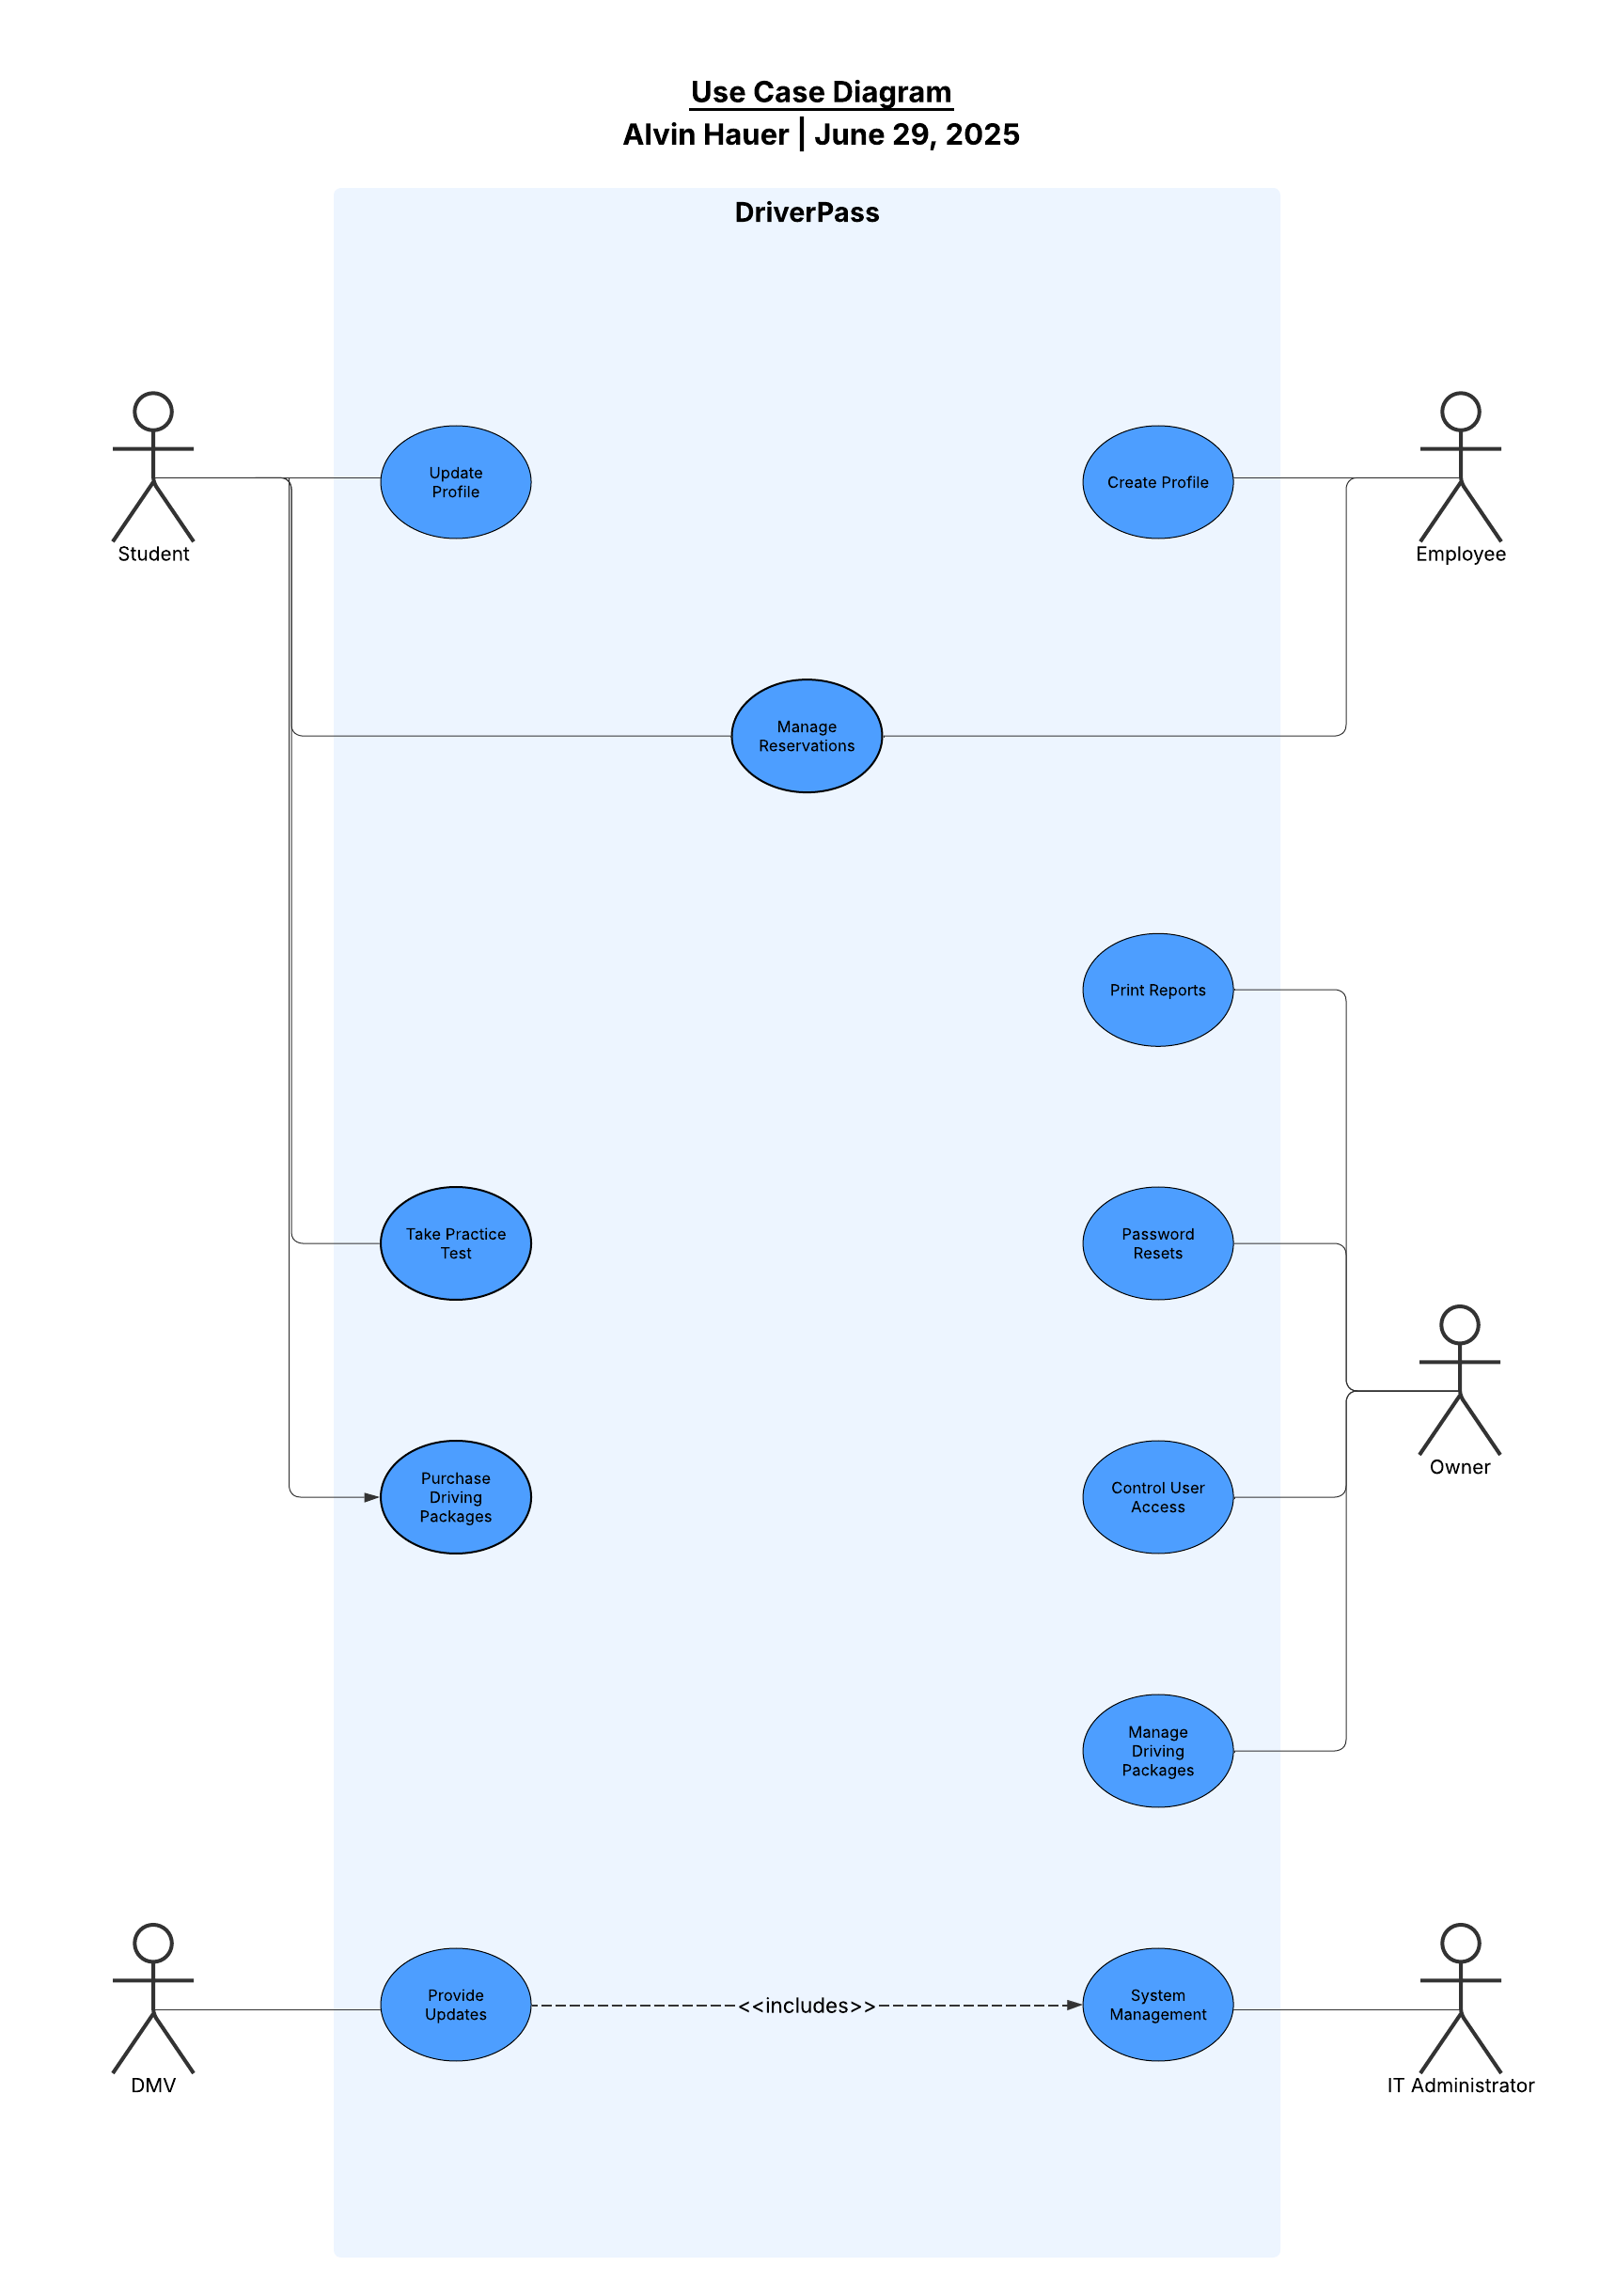 Use Case Diagram
Alvin Hauer | June 29, 2025
DriverPass
Update
Profile
Create Profile
Student
Employee
Manage
Reservations
Print Reports
Take Practice
Test
Password
Resets
Purchase
Driving
Packages
Control User
Access
Owner
Manage
Driving
Packages
Provide
Updates
<<includes>>
System
Management
DMV
IT Administrator